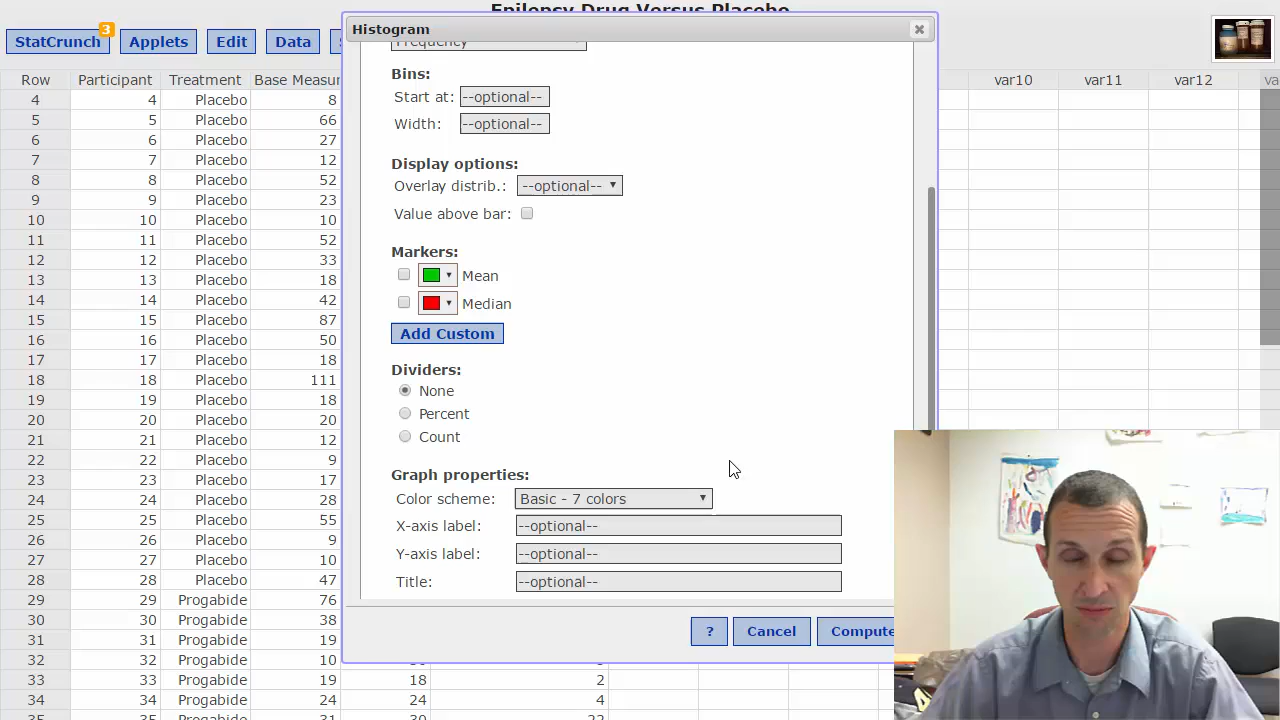 Epilepsy Drug Versus Placebo
StatCrunch 3 Applets Edit Data
Histogram
Frequency
Bins:
Start at: --optional--
Width: --optional--
Display options:
Overlay distrib.: --optional--
Value above bar:
Markers:
Mean
Median
Add Custom
Dividers:
None
Percent
Count
Graph properties:
Color scheme: Basic - 7 colors
X-axis label: --optional--
Y-axis label: --optional--
Title: --optional--
? Cancel Compute
Row Participant Treatment Base Measur var10 var11 var12 va
4 4 Placebo 8
5 5 Placebo 66
6 6 Placebo 27
7 7 Placebo 12
8 8 Placebo 52
9 9 Placebo 23
10 10 Placebo 10
11 11 Placebo 52
12 12 Placebo 33
13 13 Placebo 18
14 14 Placebo 42
15 15 Placebo 87
16 16 Placebo 50
17 17 Placebo 18
18 18 Placebo 111
19 19 Placebo 18
20 20 Placebo 20
21 21 Placebo 12
22 22 Placebo 9
23 23 Placebo 17
24 24 Placebo 28
25 25 Placebo 55
26 26 Placebo 9
27 27 Placebo 10
28 28 Placebo 47
29 29 Progabide 76
30 30 Progabide 38
31 31 Progabide 19
32 32 Progabide 10
33 33 Progabide 19 18 2
34 34 Progabide 24 24 4
35 35 Progabide 31 30 22